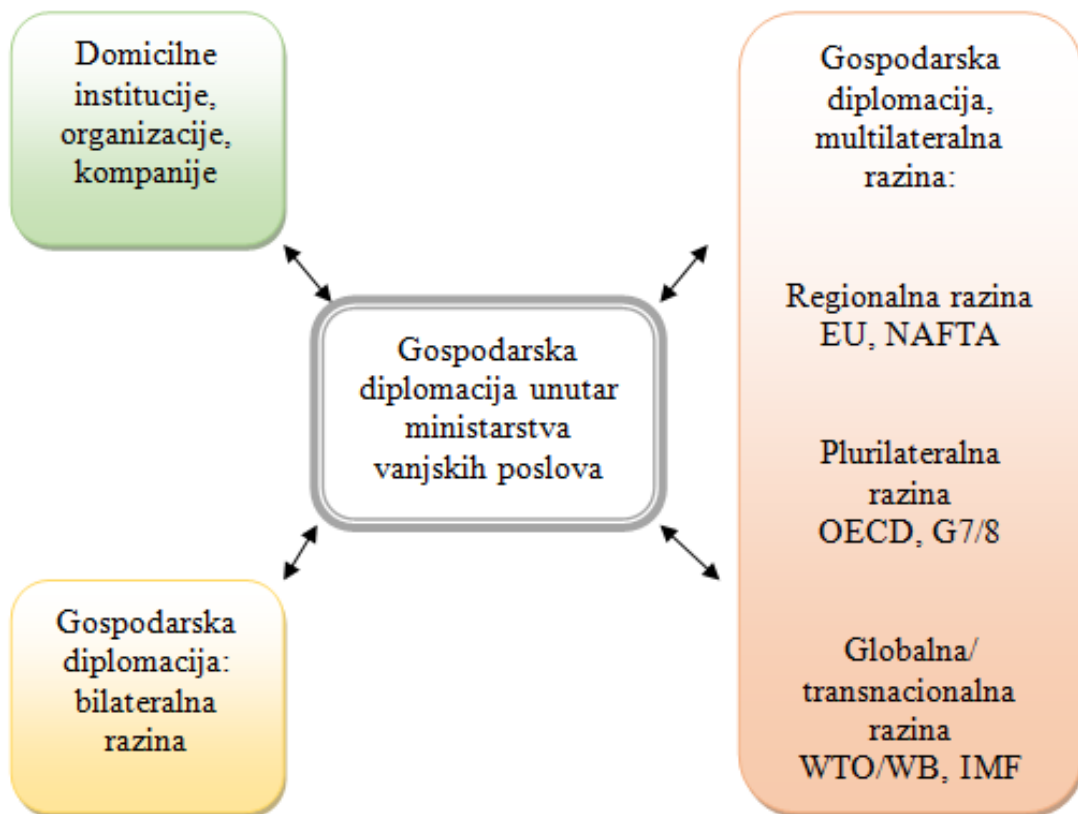 Domicilne
institucije,
organizacije,
kompanije
Gospodarska
diplomacija unutar
ministarstva
vanjskih poslova
Gospodarska
diplomacija:
bilateralna
razina
Gospodarska
diplomacija,
multilateralna
razina:
Regionalna razina
EU, NAFTA
Plurilateralna
razina
OECD, G7/8
Globalna/
transnacionalna
razina
WTO/WB, IMF